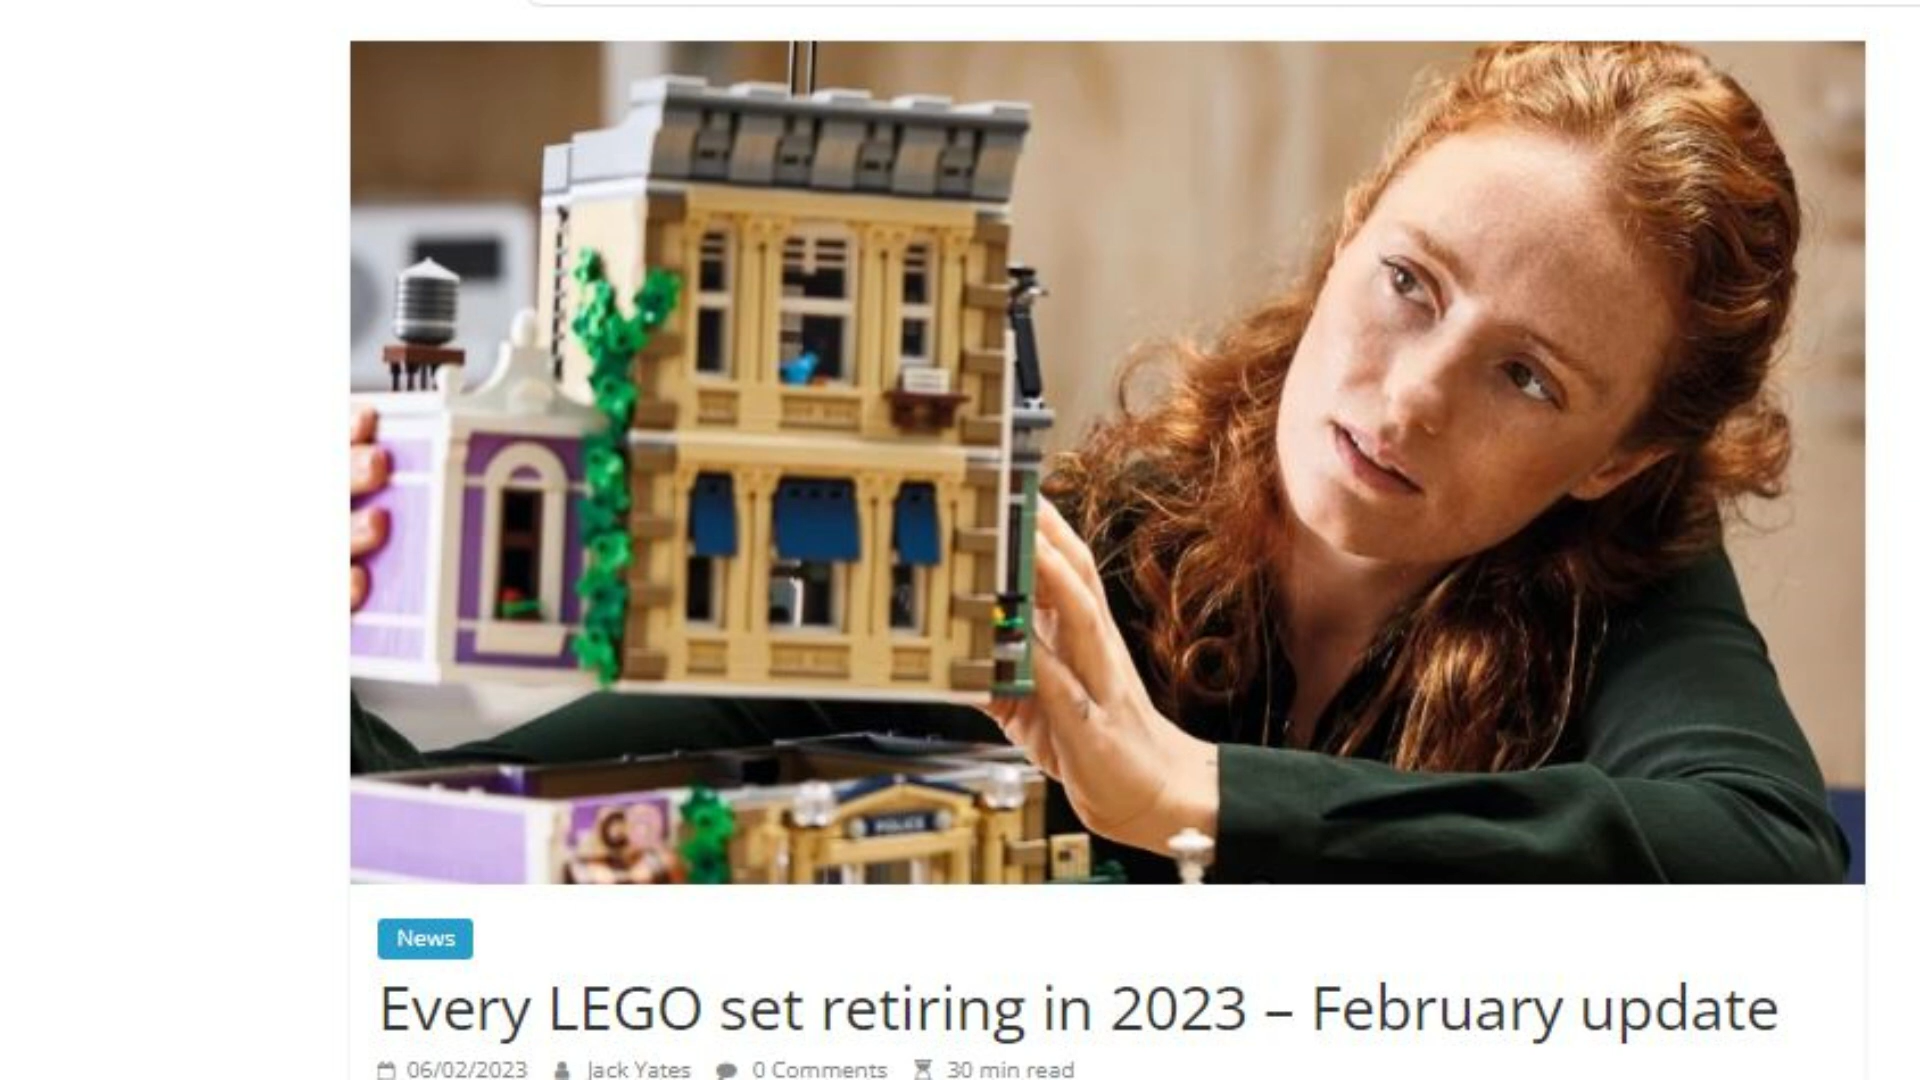 POLICE
News
Every LEGO set retiring in 2023 – February update
06/02/2023 Jack Yates 0 Comments 30 min read